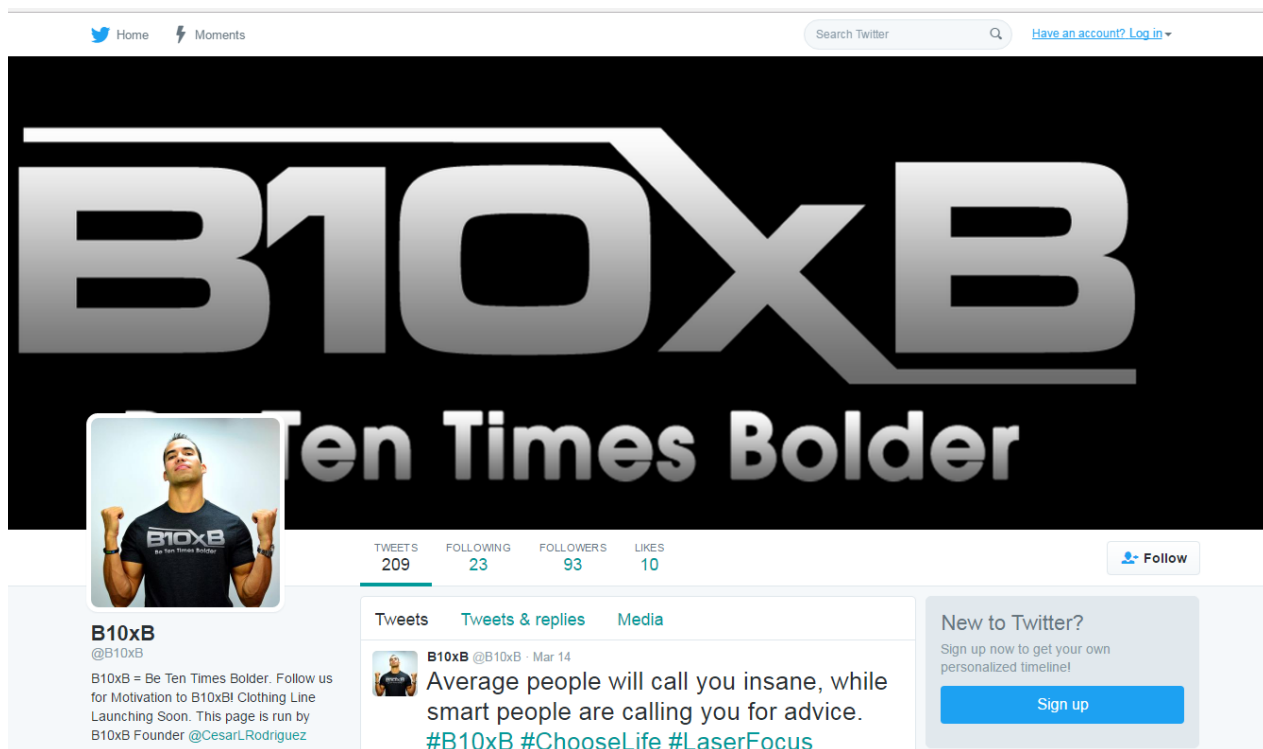 Home
Moments
Search Twitter
Have an account? Log in
B10xB
Ten Times Bolder
B10xB
Be Ten Times Bolder
TWEETS
209
FOLLOWING
23
FOLLOWERS
93
LIKES
10
Follow
B10xB
@B10xB
B10xB = Be Ten Times Bolder. Follow us
for Motivation to B10xB! Clothing Line
Launching Soon. This page is run by
B10xB Founder @CesarLRodriguez
Tweets
Tweets & replies
Media
B10xB @B10xB · Mar 14
Average people will call you insane, while
smart people are calling you for advice.
#B10xB #ChooseLife #LaserFocus
New to Twitter?
Sign up now to get your own
personalized timeline!
Sign up